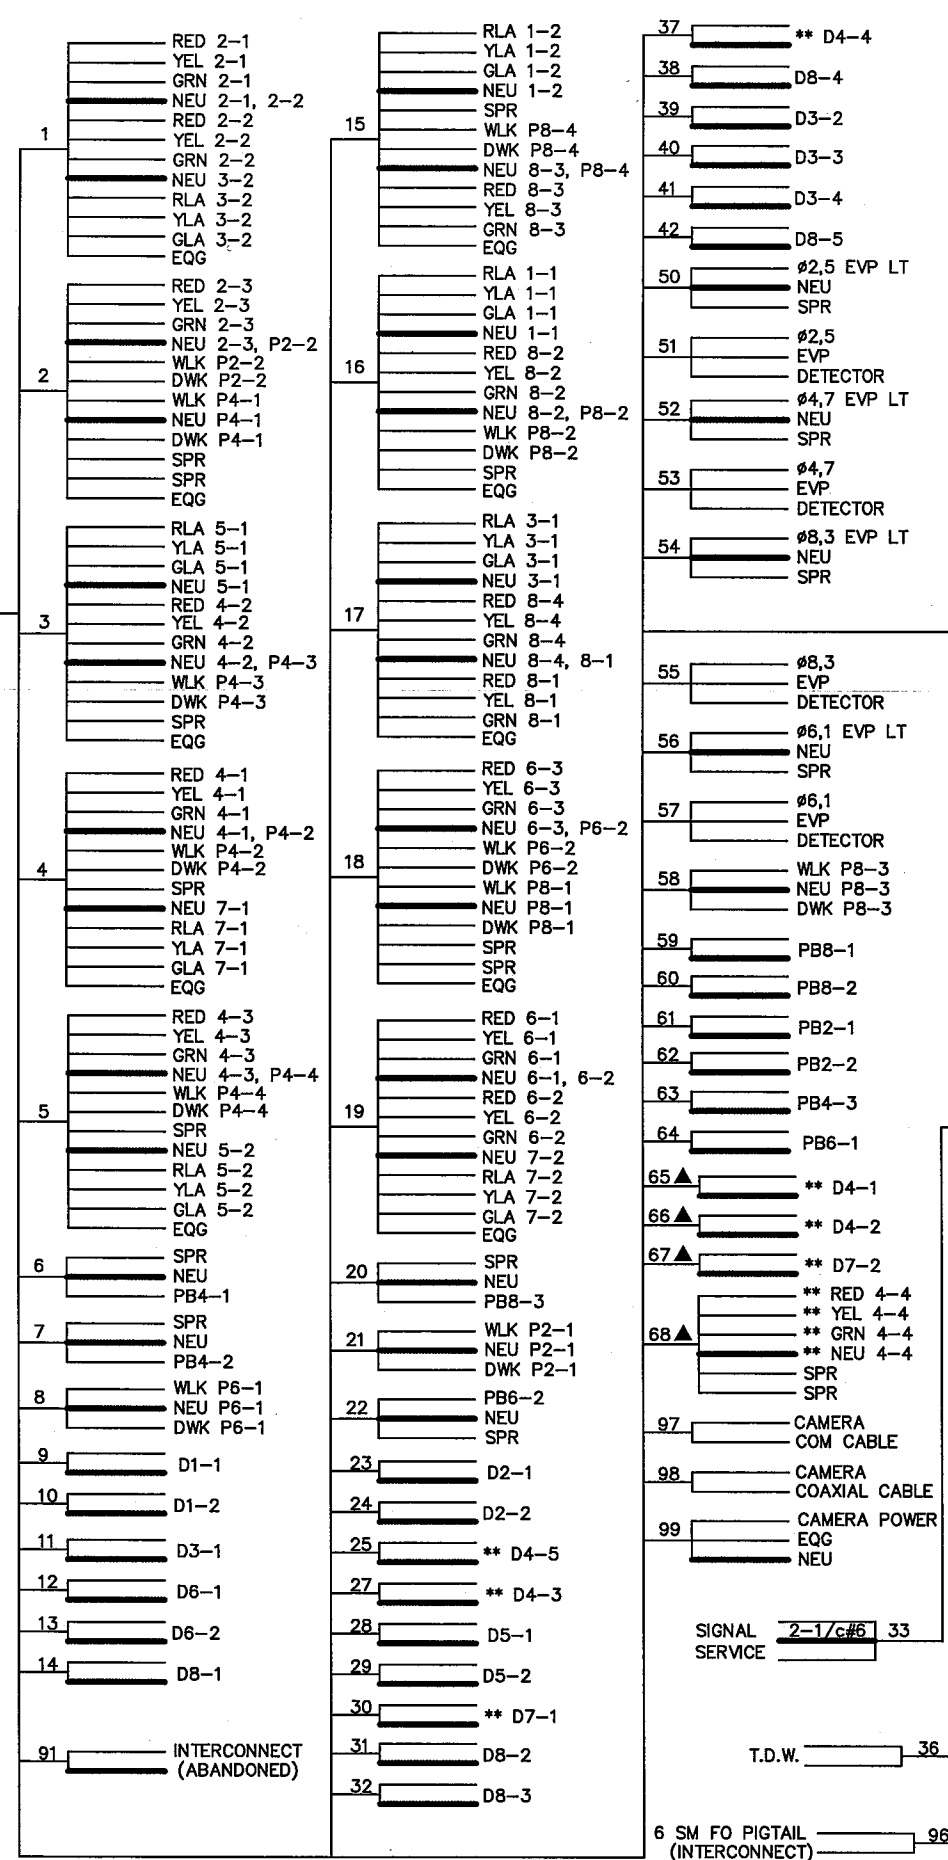 1
RED 2-1
YEL 2-1
GRN 2-1
NEU 2-1, 2-2
RED 2-2
YEL 2-2
GRN 2-2
NEU 3-2
RLA 3-2
YLA 3-2
GLA 3-2
EQG
2
RED 2-3
YEL 2-3
GRN 2-3
NEU 2-3, P2-2
WLK P2-2
DWK P2-2
WLK P4-1
NEU P4-1
DWK P4-1
SPR
SPR
EQG
3
RLA 5-1
YLA 5-1
GLA 5-1
NEU 5-1
RED 4-2
YEL 4-2
GRN 4-2
NEU 4-2, P4-3
WLK P4-3
DWK P4-3
SPR
EQG
4
RED 4-1
YEL 4-1
GRN 4-1
NEU 4-1, P4-2
WLK P4-2
DWK P4-2
SPR
NEU 7-1
RLA 7-1
YLA 7-1
GLA 7-1
EQG
5
RED 4-3
YEL 4-3
GRN 4-3
NEU 4-3, P4-4
WLK P4-4
DWK P4-4
SPR
NEU 5-2
RLA 5-2
YLA 5-2
GLA 5-2
EQG
6
SPR
NEU
PB4-1
7
SPR
NEU
PB4-2
8
WLK P6-1
NEU P6-1
DWK P6-1
9 D1-1
10 D1-2
11 D3-1
12 D6-1
13 D6-2
14 D8-1
91 INTERCONNECT
(ABANDONED)
15
RLA 1-2
YLA 1-2
GLA 1-2
NEU 1-2
SPR
WLK P8-4
DWK P8-4
NEU 8-3, P8-4
RED 8-3
YEL 8-3
GRN 8-3
EQG
16
RLA 1-1
YLA 1-1
GLA 1-1
NEU 1-1
RED 8-2
YEL 8-2
GRN 8-2
NEU 8-2, P8-2
WLK P8-2
DWK P8-2
SPR
EQG
17
RLA 3-1
YLA 3-1
GLA 3-1
NEU 3-1
RED 8-4
YEL 8-4
GRN 8-4
NEU 8-4, 8-1
RED 8-1
YEL 8-1
GRN 8-1
EQG
18
RED 6-3
YEL 6-3
GRN 6-3
NEU 6-3, P6-2
WLK P6-2
DWK P6-2
WLK P8-1
NEU P8-1
DWK P8-1
SPR
SPR
EQG
19
RED 6-1
YEL 6-1
GRN 6-1
NEU 6-1, 6-2
RED 6-2
YEL 6-2
GRN 6-2
NEU 7-2
RLA 7-2
YLA 7-2
GLA 7-2
EQG
20
SPR
NEU
PB8-3
21
WLK P2-1
NEU P2-1
DWK P2-1
22
PB6-2
NEU
SPR
23 D2-1
24 D2-2
25 ** D4-5
27 ** D4-3
28 D5-1
29 D5-2
30 ** D7-1
31 D8-2
32 D8-3
37 ** D4-4
38 D8-4
39 D3-2
40 D3-3
41 D3-4
42 D8-5
50
ø2,5 EVP LT
NEU
SPR
51
ø2,5
EVP
DETECTOR
52
ø4,7 EVP LT
NEU
SPR
53
ø4,7
EVP
DETECTOR
54
ø8,3 EVP LT
NEU
SPR
55
ø8,3
EVP
DETECTOR
56
ø6,1 EVP LT
NEU
SPR
57
ø6,1
EVP
DETECTOR
58
WLK P8-3
NEU P8-3
DWK P8-3
59 PB8-1
60 PB8-2
61 PB2-1
62 PB2-2
63 PB4-3
64 PB6-1
65▲ ** D4-1
66▲ ** D4-2
67▲ ** D7-2
68▲
** RED 4-4
** YEL 4-4
** GRN 4-4
** NEU 4-4
SPR
SPR
97
CAMERA
COM CABLE
98
CAMERA
COAXIAL CABLE
99
CAMERA POWER
EQG
NEU
SIGNAL 2-1/c#6 33
SERVICE
T.D.W. 36
6 SM FO PIGTAIL 96
(INTERCONNECT)